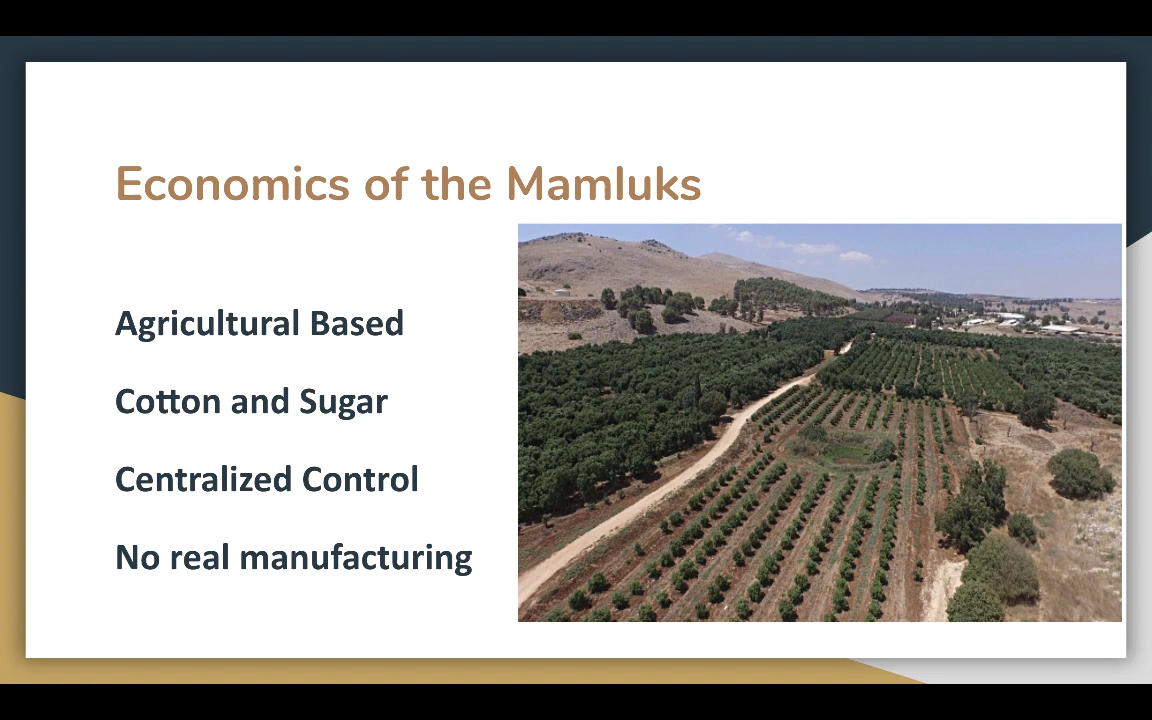 Economics of the Mamluks
Agricultural Based
Cotton and Sugar
Centralized Control
No real manufacturing